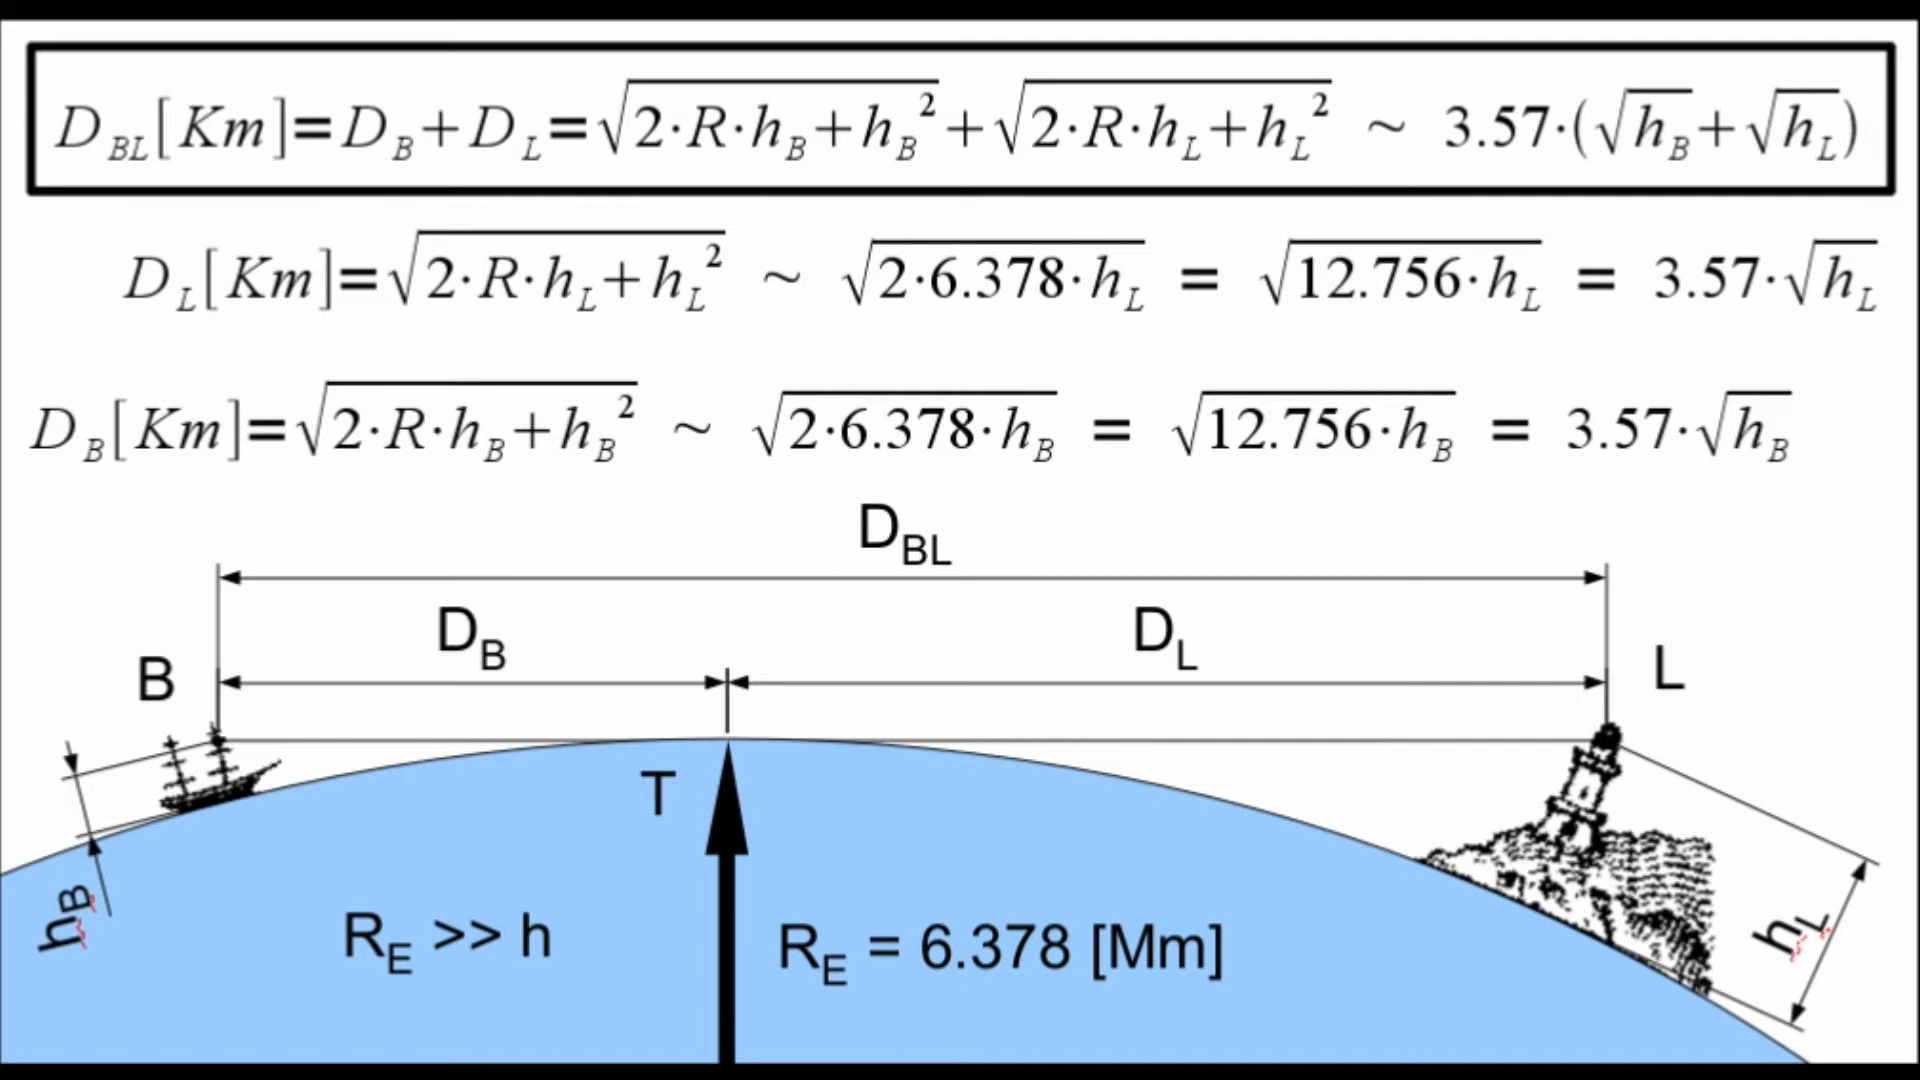 D_BL[Km]=D_B+D_L=√(2·R·h_B+h_B²)+√(2·R·h_L+h_L²) ~ 3.57·(√h_B+√h_L)
D_L[Km]=√(2·R·h_L+h_L²) ~ √(2·6.378·h_L) = √(12.756·h_L) = 3.57·√h_L
D_B[Km]=√(2·R·h_B+h_B²) ~ √(2·6.378·h_B) = √(12.756·h_B) = 3.57·√h_B
D_BL
D_B D_L
B L
T
h_B R_E >> h R_E = 6.378 [Mm] h_L